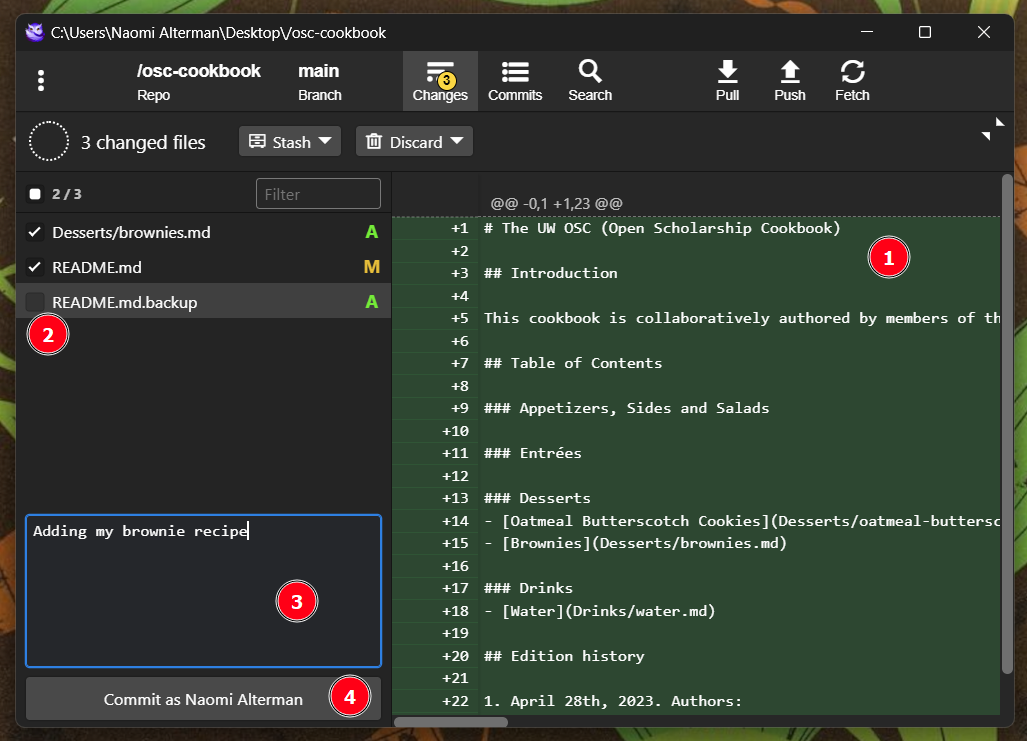 C:\Users\Naomi Alterman\Desktop\/osc-cookbook
/osc-cookbook
Repo
main
Branch
3
Changes
Commits
Search
Pull
Push
Fetch
3 changed files
Stash
Discard
2 / 3
Filter
Desserts/brownies.md A
README.md M
README.md.backup A
2
Adding my brownie recipe
3
Commit as Naomi Alterman
4
@@ -0,1 +1,23 @@
+1 # The UW OSC (Open Scholarship Cookbook)
1
+2
+3 ## Introduction
+4
+5 This cookbook is collaboratively authored by members of th
+6
+7 ## Table of Contents
+8
+9 ### Appetizers, Sides and Salads
+10
+11 ### Entrées
+12
+13 ### Desserts
+14 - [Oatmeal Butterscotch Cookies](Desserts/oatmeal-buttersc
+15 - [Brownies](Desserts/brownies.md)
+16
+17 ### Drinks
+18 - [Water](Drinks/water.md)
+19
+20 ## Edition history
+21
+22 1. April 28th, 2023. Authors: